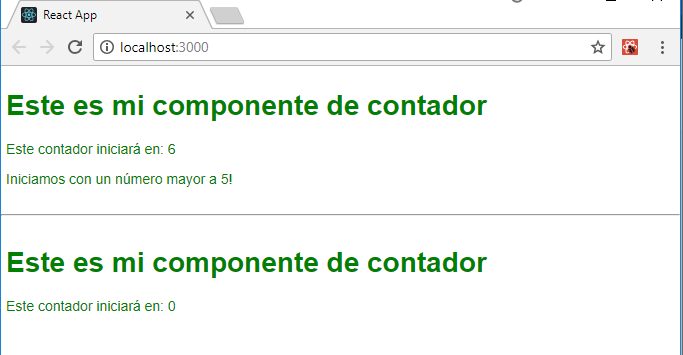 React App
localhost:3000
Este es mi componente de contador
Este contador iniciará en: 6
Iniciamos con un número mayor a 5!
Este es mi componente de contador
Este contador iniciará en: 0